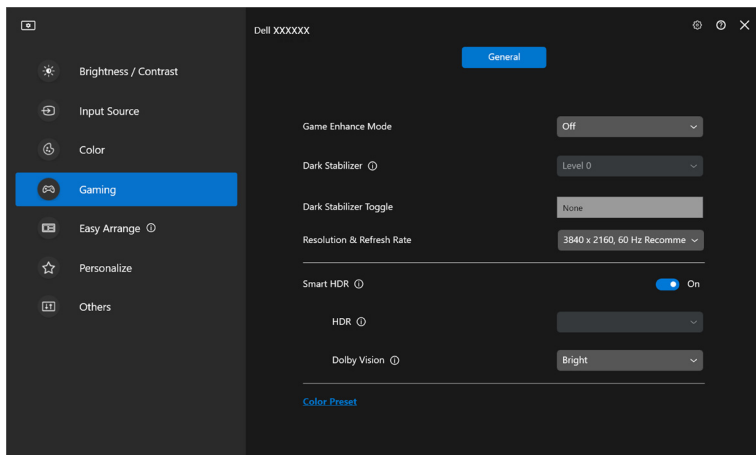 Dell XXXXXX
General
Brightness / Contrast
Input Source
Color
Gaming
Easy Arrange
Personalize
Others
Game Enhance Mode
Off
Dark Stabilizer
Level 0
Dark Stabilizer Toggle
None
Resolution & Refresh Rate
3840 x 2160, 60 Hz Recomme
Smart HDR
On
HDR
Dolby Vision
Bright
Color Preset